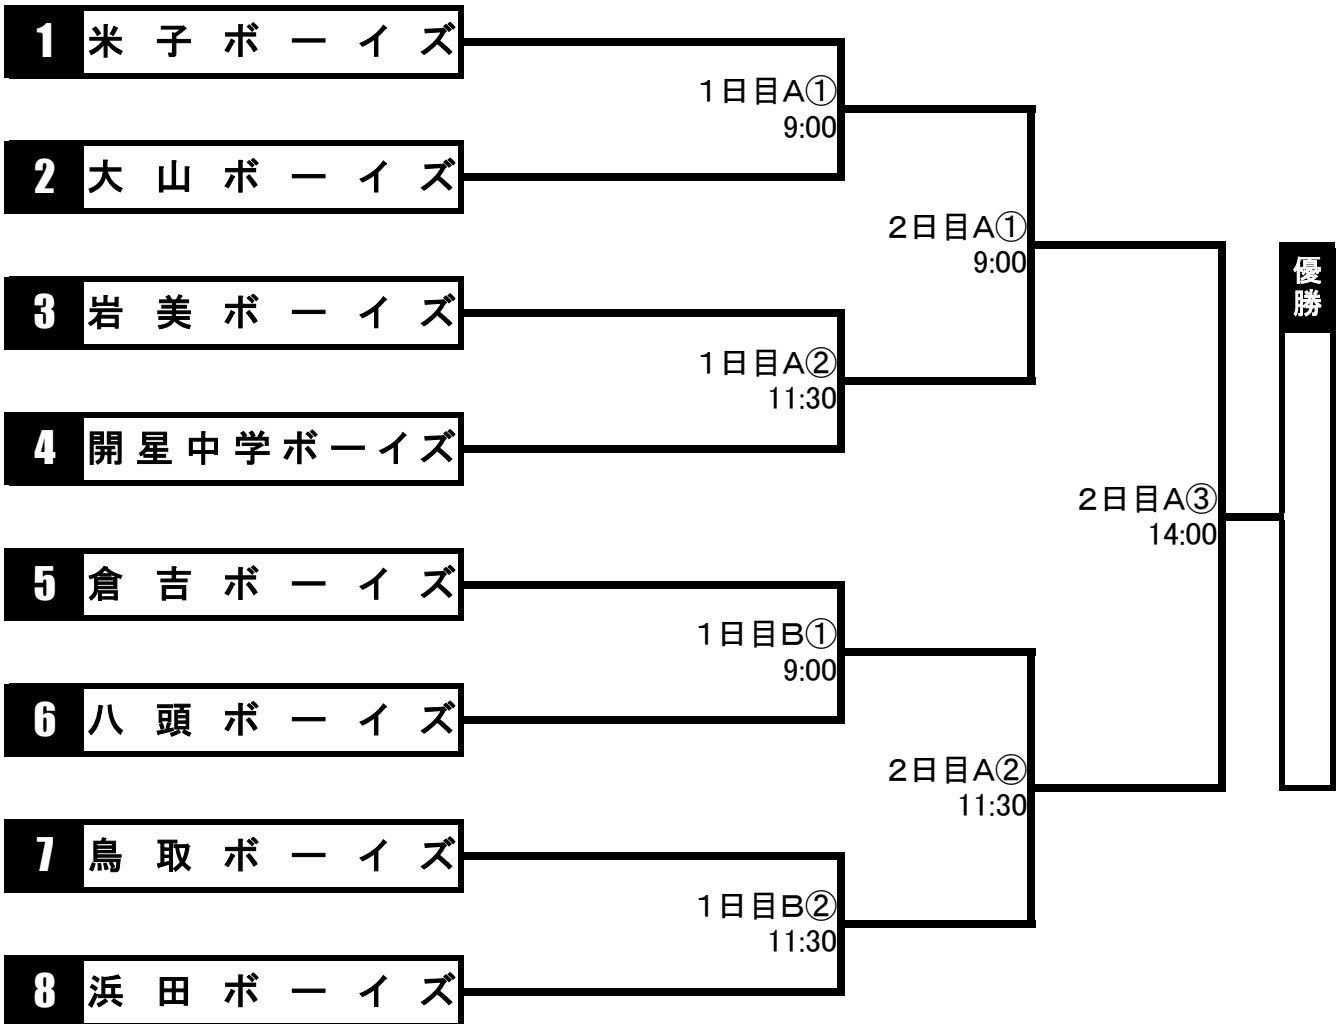 1 米子ボーイズ
1日目A①
9:00
2 大山ボーイズ
2日目A①
9:00
3 岩美ボーイズ
1日目A②
11:30
4 開星中学ボーイズ
2日目A③
14:00
優勝
5 倉吉ボーイズ
1日目B①
9:00
6 八頭ボーイズ
2日目A②
11:30
7 鳥取ボーイズ
1日目B②
11:30
8 浜田ボーイズ